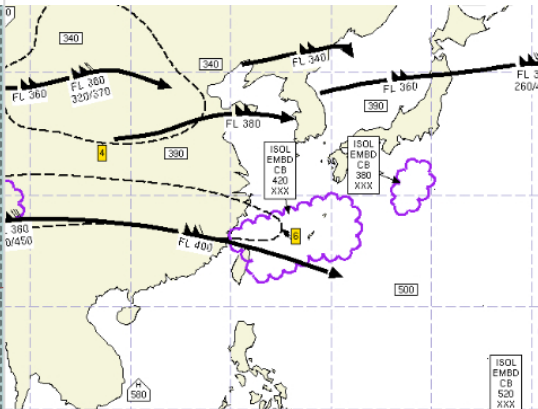 0
340
340
FL 340
FL 360
FL 380
320/370
FL 360
FL 3
260/4
390
FL 380
4
390
ISOL
EMBD
CB
420
XXX
ISOL
EMBD
CB
380
XXX
360
0/450
FL 400
6
500
H
580
ISOL
EMBD
CB
520
XXX